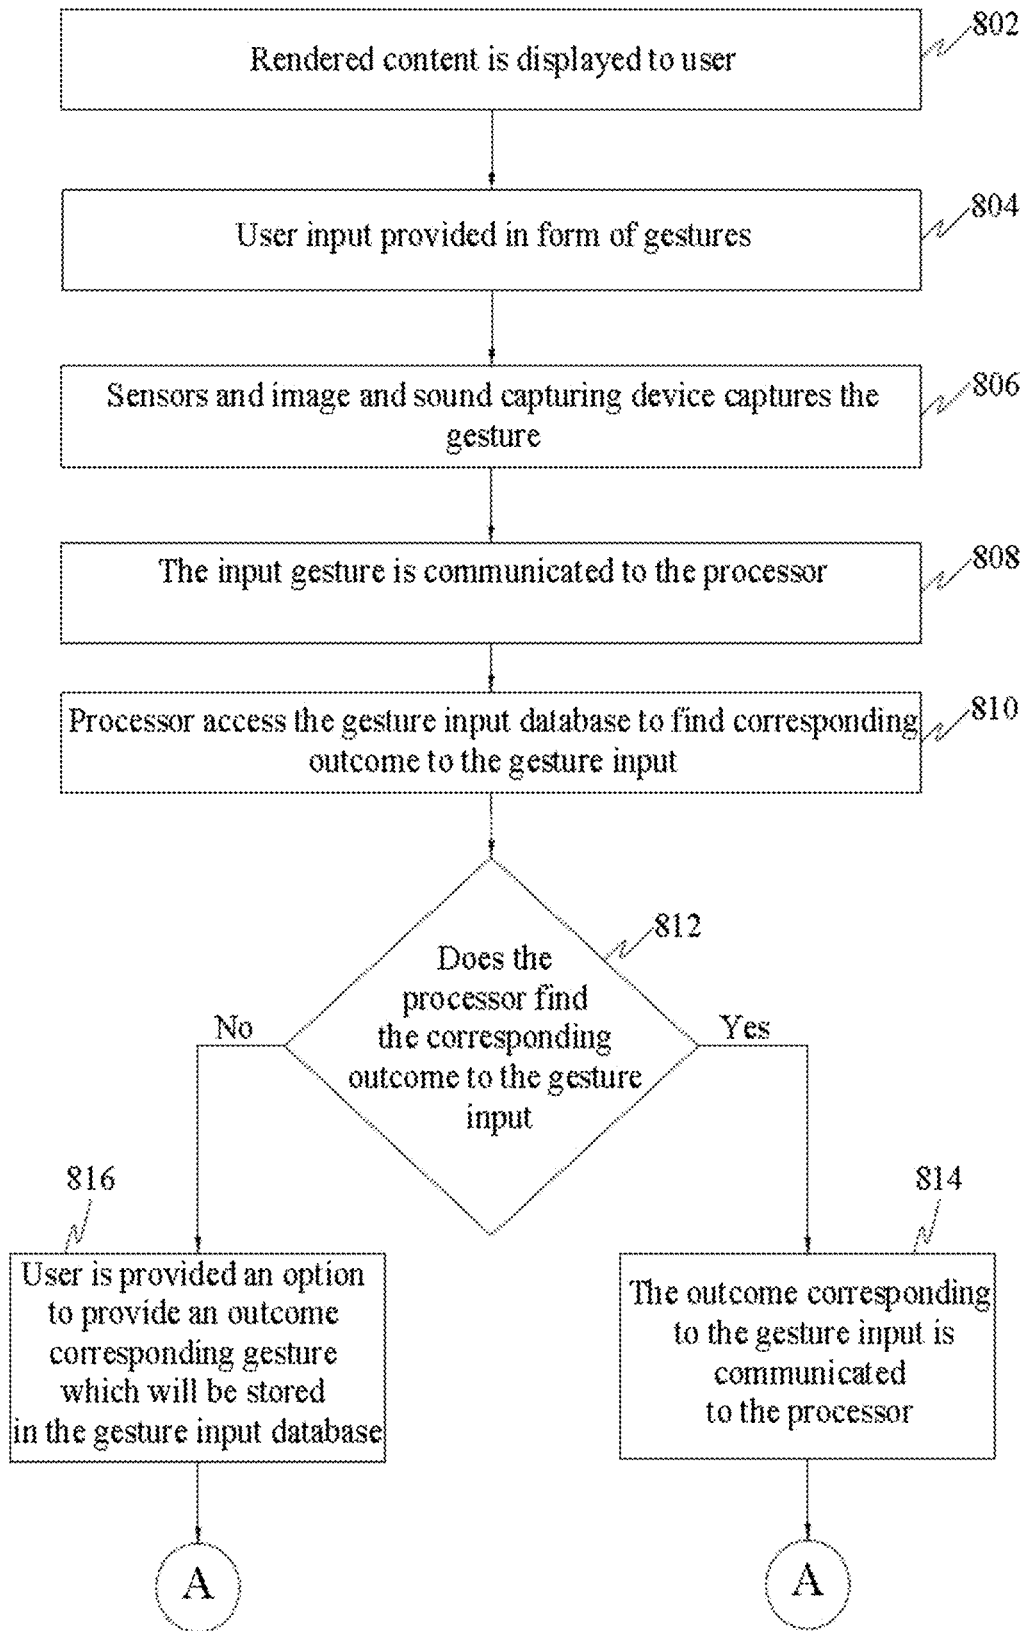 802
Rendered content is displayed to user
804
User input provided in form of gestures
806
Sensors and image and sound capturing device captures the
gesture
808
The input gesture is communicated to the processor
810
Processor access the gesture input database to find corresponding
outcome to the gesture input
812
Does the
processor find
the corresponding
outcome to the gesture
input
No
Yes
816
User is provided an option
to provide an outcome
corresponding gesture
which will be stored
in the gesture input database
814
The outcome corresponding
to the gesture input is
communicated
to the processor
A
A